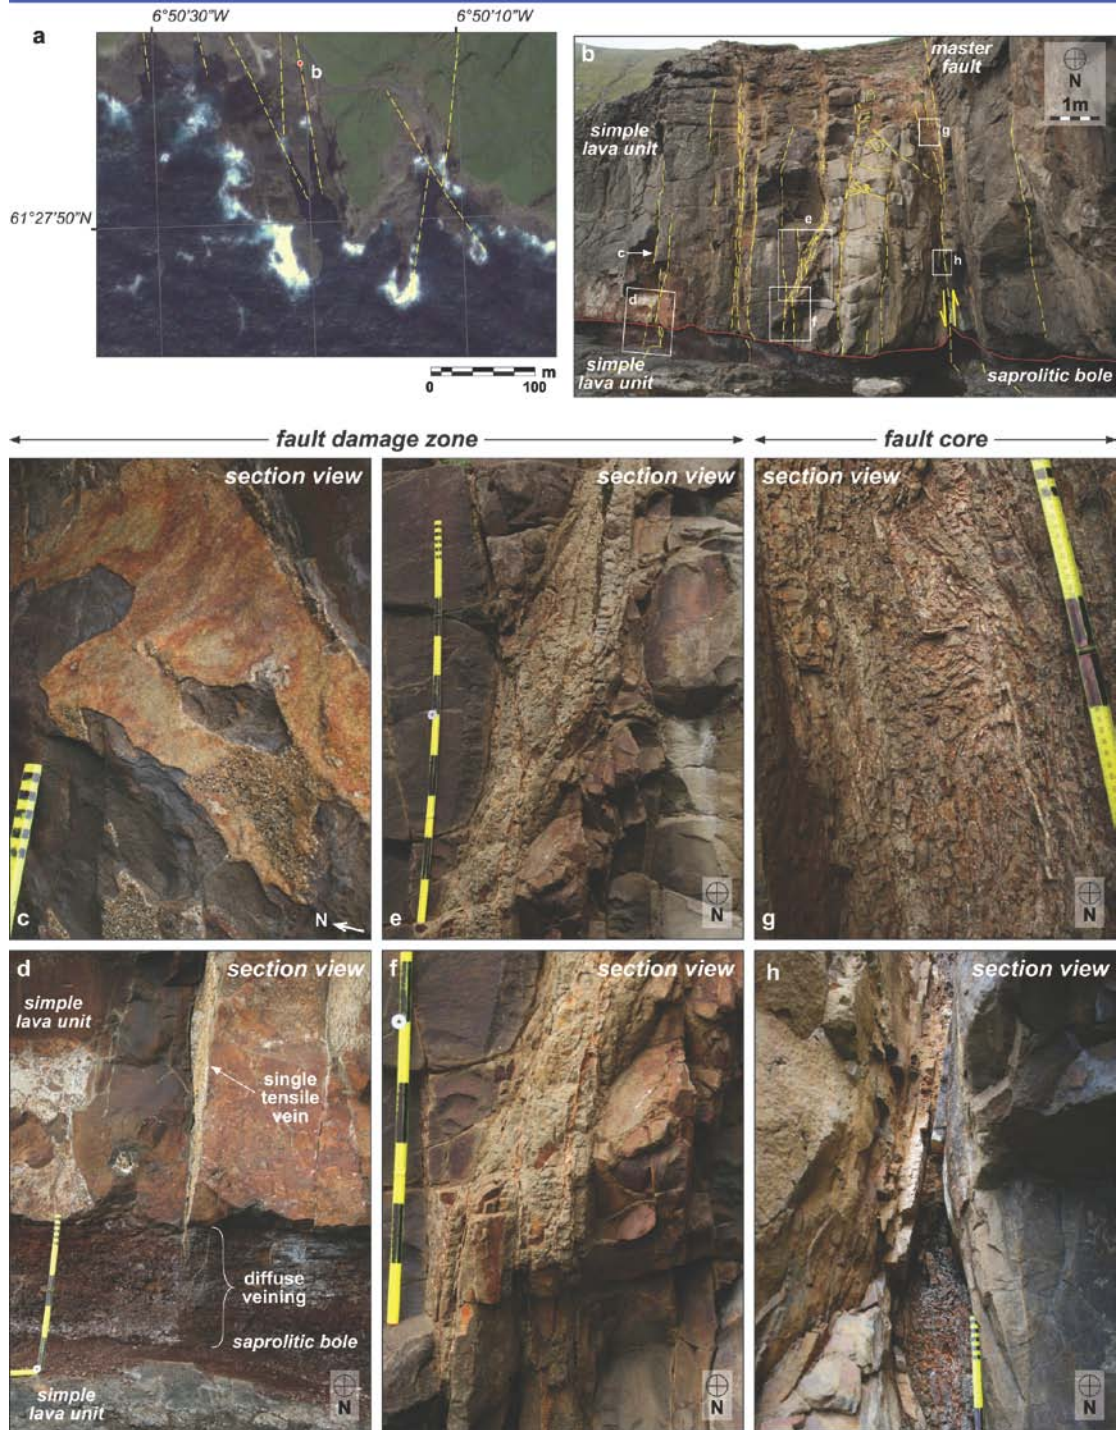 6°50'30"W
6°50'10"W
a
b
61°27'50"N
0
100
m
b
master
fault
N
1m
simple
lava unit
g
e
c
h
d
f
simple
lava unit
saprolitic bole
fault damage zone
fault core
section view
c
N
section view
e
N
section view
g
N
d
section view
simple
lava unit
single
tensile
vein
diffuse
veining
saprolitic bole
simple
lava unit
N
f
section view
N
h
section view
N